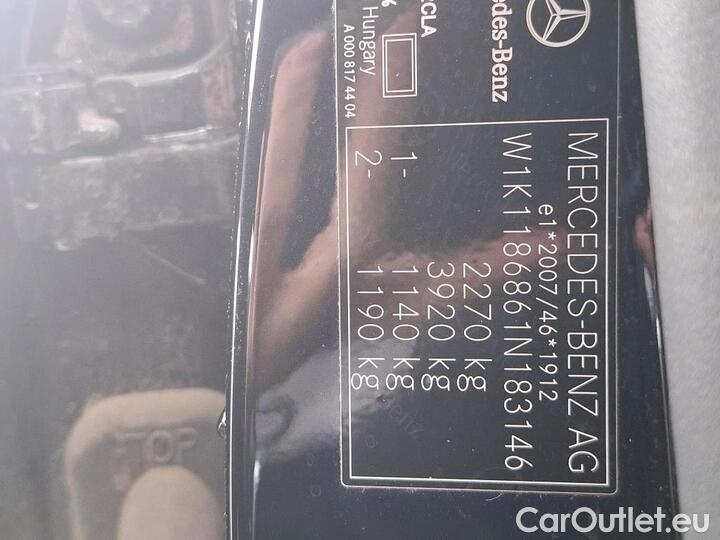 edes-Benz
CLA
Hungary
A 000 817 44 04
MERCEDES-BENZ AG
e1*2007/46*1912
W1K1186861N183146
2270 kg
3920 kg
1- 1140 kg
2- 1190 kg
TOP
CarOutlet.eu